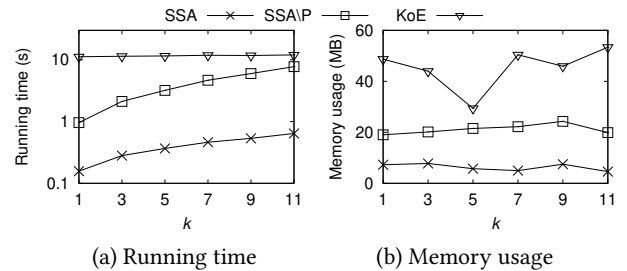 SSA SSA\P KoE
Running time (s)
10
1
0.1
1 3 5 7 9 11
k
(a) Running time
Memory usage (MB)
60
40
20
0
1 3 5 7 9 11
k
(b) Memory usage